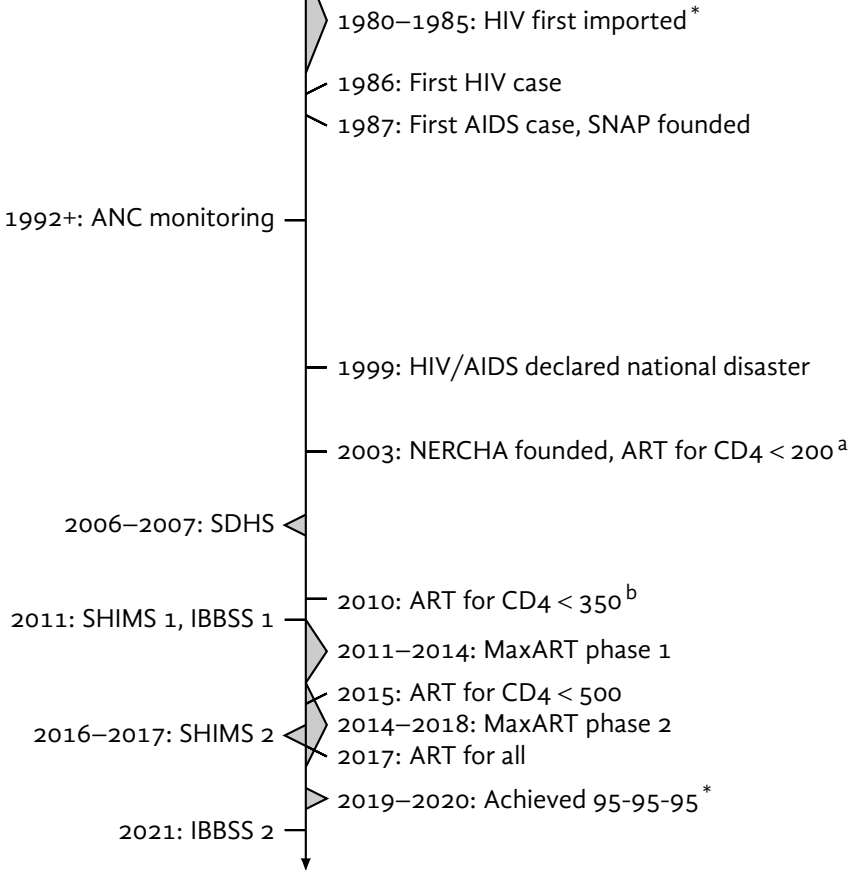 1980–1985: HIV first imported*
1986: First HIV case
1987: First AIDS case, SNAP founded
1992+: ANC monitoring
1999: HIV/AIDS declared national disaster
2003: NERCHA founded, ART for CD4 < 200ᵃ
2006–2007: SDHS
2010: ART for CD4 < 350ᵇ
2011: SHIMS 1, IBBSS 1
2011–2014: MaxART phase 1
2015: ART for CD4 < 500
2014–2018: MaxART phase 2
2016–2017: SHIMS 2
2017: ART for all
2019–2020: Achieved 95-95-95*
2021: IBBSS 2